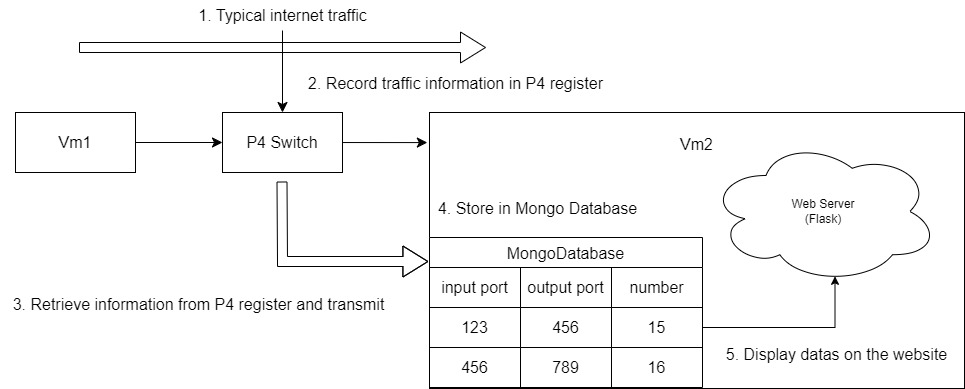 1. Typical internet traffic
2. Record traffic information in P4 register
Vm1
P4 Switch
Vm2
Web Server
(Flask)
4. Store in Mongo Database
MongoDatabase
input port output port number
123 456 15
456 789 16
3. Retrieve information from P4 register and transmit
5. Display datas on the website